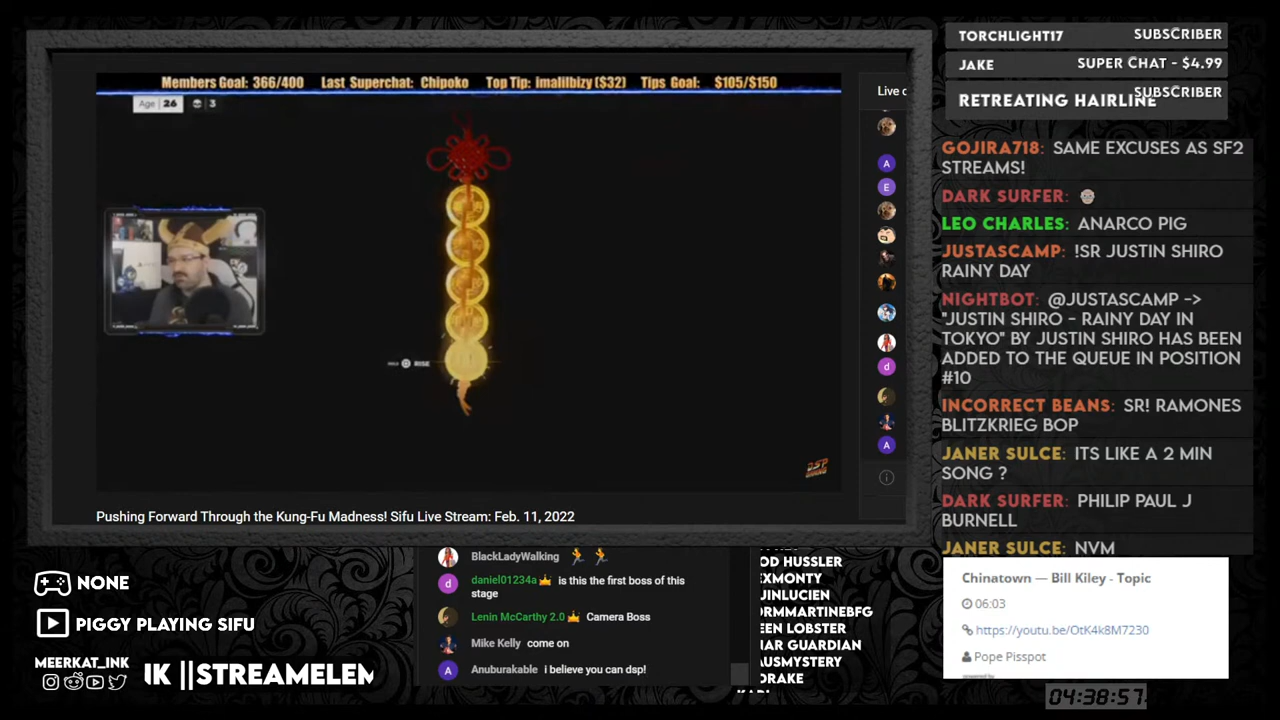 Members Goal: 366/400 Last Superchat: Chipoko Top Tip: imalilbizy ($32) Tips Goal: $105/$150
Age 26 3
RISE
DSP
Pushing Forward Through the Kung-Fu Madness! Sifu Live Stream: Feb. 11, 2022
Live c
A
E
d
A
TORCHLIGHT17 SUBSCRIBER
JAKE SUPER CHAT - $4.99
RETREATING HAIRLINE SUBSCRIBER
GOJIRA718: SAME EXCUSES AS SF2
STREAMS!
DARK SURFER:
LEO CHARLES: ANARCO PIG
JUSTASCAMP: !SR JUSTIN SHIRO
RAINY DAY
NIGHTBOT: @JUSTASCAMP ->
"JUSTIN SHIRO - RAINY DAY IN
TOKYO" BY JUSTIN SHIRO HAS BEEN
ADDED TO THE QUEUE IN POSITION
#10
INCORRECT BEANS: SR! RAMONES
BLITZKRIEG BOP
JANER SULCE: ITS LIKE A 2 MIN
SONG ?
DARK SURFER: PHILIP PAUL J
BURNELL
JANER SULCE: NVM
NONE
PIGGY PLAYING SIFU
MEERKAT_INK
IK ||STREAMELEM
BlackLadyWalking
d daniel01234a is this the first boss of this
stage
Lenin McCarthy 2.0 Camera Boss
Mike Kelly come on
A Anuburakable i believe you can dsp!
OD HUSSLER
EXMONTY
UINLUCIEN
ORMMARTINEBFG
EEN LOBSTER
IAR GUARDIAN
AUSMYSTERY
DRAKE
Chinatown — Bill Kiley - Topic
06:03
https://youtu.be/OtK4k8M7230
Pope Pisspot
04:38:57